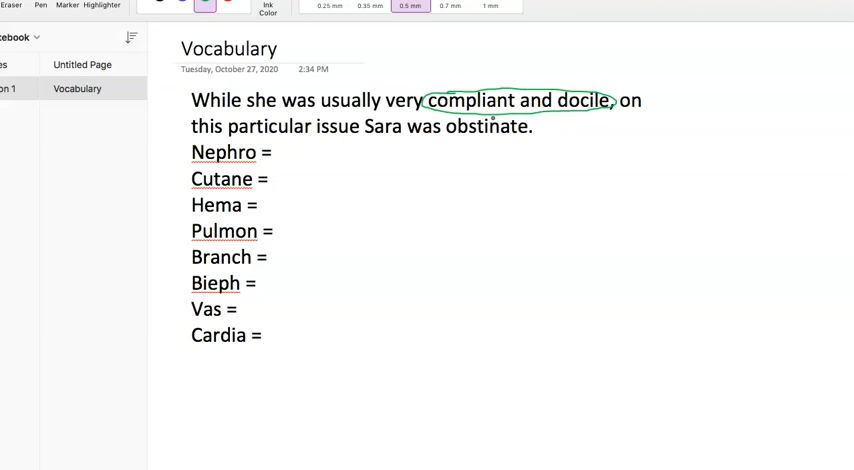 Eraser Pen Marker Highlighter Ink Color 0.25 mm 0.35 mm 0.5 mm 0.7 mm 1 mm
Untitled Page
Vocabulary
Vocabulary
Tuesday, October 27, 2020 2:34 PM
While she was usually very compliant and docile, on
this particular issue Sara was obstinate.
Nephro =
Cutane =
Hema =
Pulmon =
Branch =
Bieph =
Vas =
Cardia =